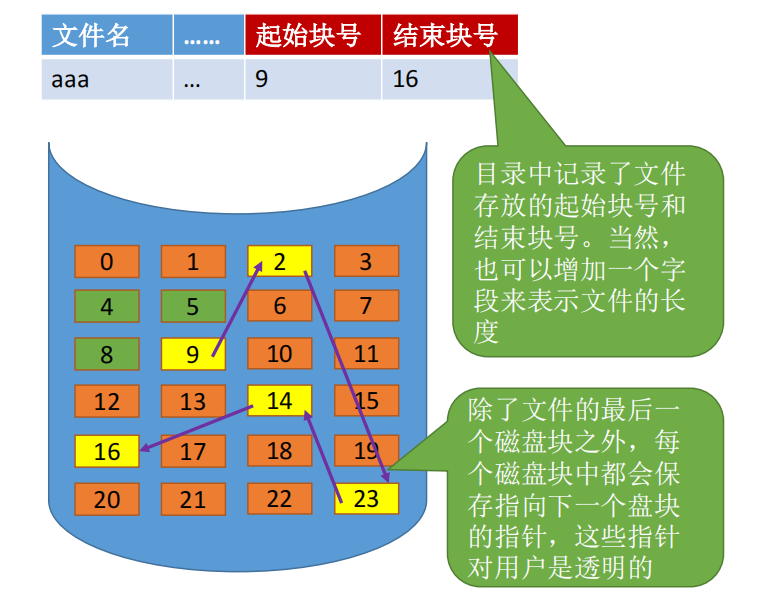 文件名 …… 起始块号 结束块号
aaa … 9 16
目录中记录了文件
存放的起始块号和
结束块号。当然，
也可以增加一个字
段来表示文件的长
度
0 1 2 3
4 5 6 7
8 9 10 11
12 13 14 15
16 17 18 19
20 21 22 23
除了文件的最后一
个磁盘块之外，每
个磁盘块中都会保
存指向下一个盘块
的指针，这些指针
对用户是透明的